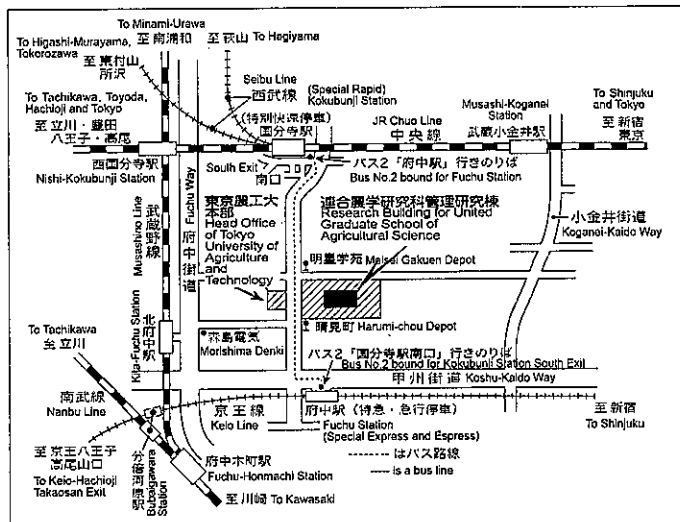 To Minami-Urawa
至南浦和
至萩山 To Hagiyama
To Higashi-Murayama,
Tokorozawa
至東村山
所沢
Seibu Line
西武線
(Special Rapid)
Kokubunji Station
(特別快速停車)
国分寺駅
To Tachikawa, Toyoda,
Hachioji and Tokyo
至立川・豊田
八王子・高尾
JR Chuo Line
中央線
Musashi-Koganei
Station
武蔵小金井駅
To Shinjuku
and Tokyo
至新宿
東京
西国分寺駅
Nishi-Kokubunji Station
South Exit
南口
バス2「府中駅」行きのりば
Bus No.2 bound for Fuchu Station
Musashino Line
武蔵野線
Fuchu Way
府中街道
東京農工大
本部
Head Office
of Tokyo
University of
Agriculture
and
Technology
連合農学研究科管理研究棟
Research Building for United
Graduate School of
Agricultural Science
小金井街道
Koganei-Kaido Way
明星学苑 Meisei Gakuen Depot
Kita-Fuchu Station
北府中駅
森島電気
Morishima Denki
晴見町 Harumi-chou Depot
To Tachikawa
至立川
バス2「国分寺駅南口」行きのりば
Bus No.2 bound for Kokubunji Station South Exit
甲州街道 Koshu-Kaido Way
南武線
Nanbu Line
京王線
Keio Line
府中駅(特急・急行停車)
Fuchu Station
(Special Express and Espress)
至新宿
To Shinjuku
至京王八王子
高尾山口
To Keio-Hachioji
Takaosan Exit
分倍河原駅
Bubaigawara
Station
府中本町駅
Fuchu-Honmachi Station
至川崎 To Kawasaki
はバス路線
is a bus line